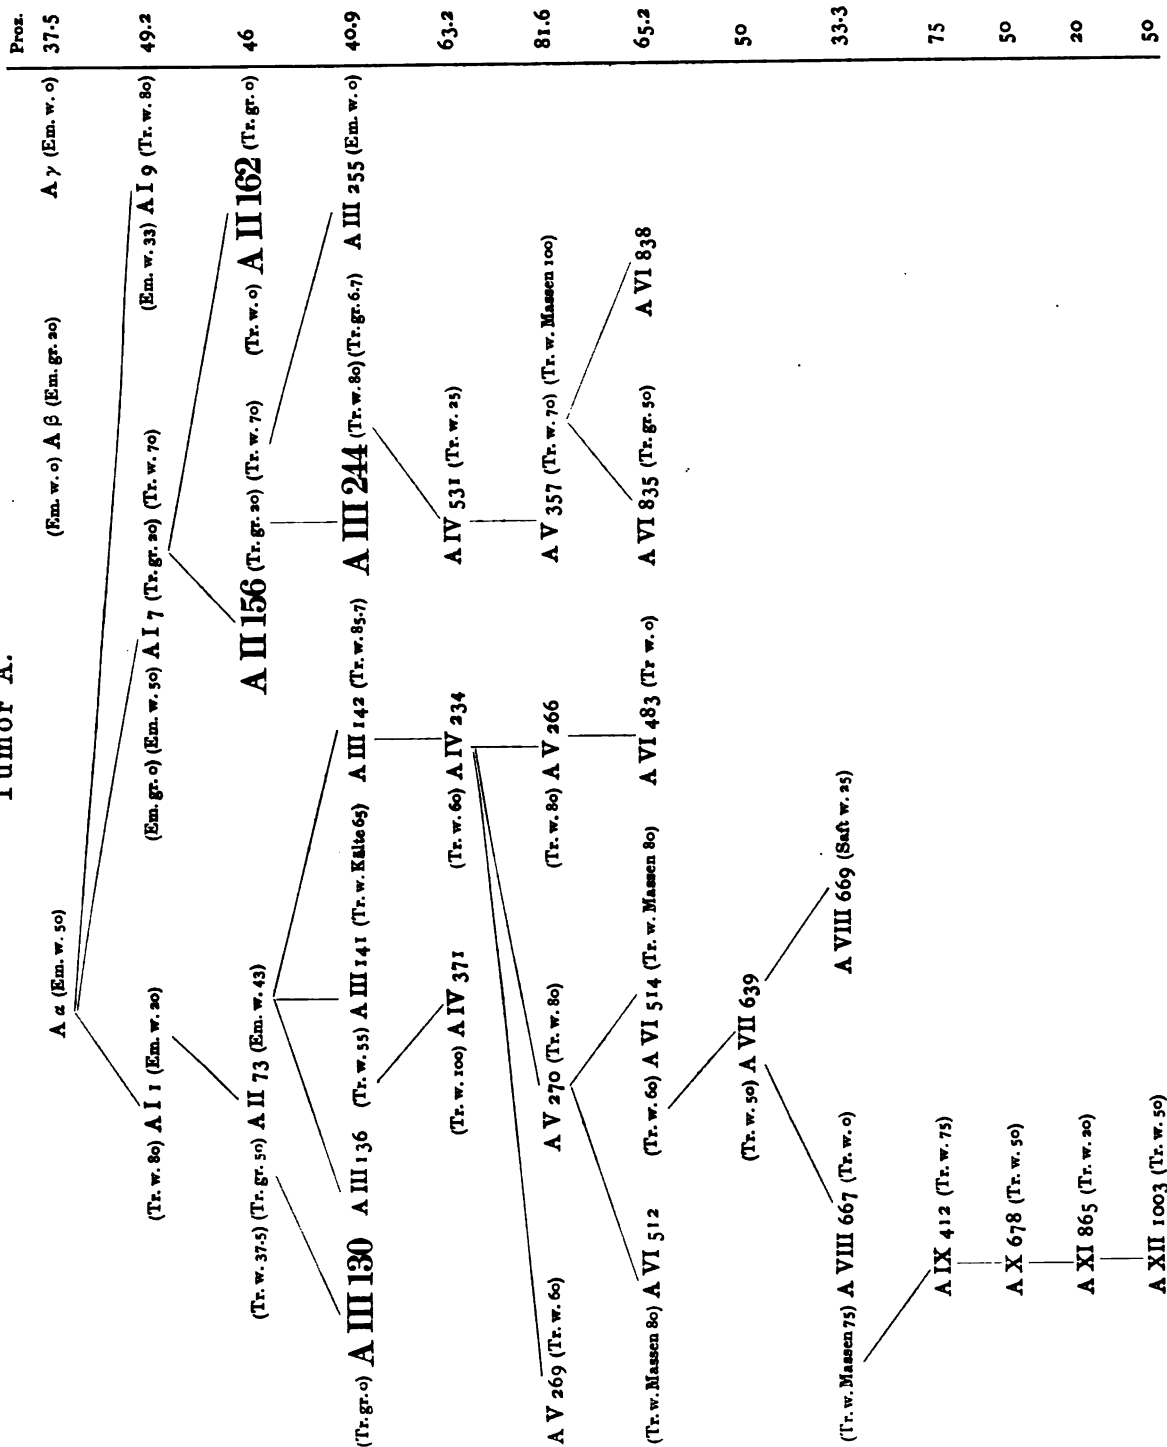 Tumor A.
Proz.
A α (Em. w. 50) (Em. w. 0) A β (Em. gr. 20) A γ (Em. w. 0) 37.5
(Tr. w. 80) A I 1 (Em. w. 20) (Em. gr. 0) (Em. w. 50) A I 7 (Tr. gr. 20) (Tr. w. 70) (Em. w. 33) A I 9 (Tr. w. 80) 49.2
(Tr. w. 37.5) (Tr. gr. 50) A II 73 (Em. w. 43) A II 156 (Tr. gr. 20) (Tr. w. 70) (Tr. w. 0) A II 162 (Tr. gr. 0) 46
(Tr. gr. 0) A III 130 A III 136 (Tr. w. 55) A III 141 (Tr. w. Kälte 65) A III 142 (Tr. w. 85.7) A III 244 (Tr. w. 80) (Tr. gr. 6.7) A III 255 (Em. w. 0) 40.9
(Tr. w. 100) A IV 371 (Tr. w. 60) A IV 234 A IV 531 (Tr. w. 25) 63.2
A V 269 (Tr. w. 60) A V 270 (Tr. w. 80) (Tr. w. 80) A V 266 A V 357 (Tr. w. 70) (Tr. w. Massen 100) 81.6
(Tr. w. Massen 80) A VI 512 (Tr. w. 60) A VI 514 (Tr. w. Massen 80) A VI 483 (Tr w. 0) A VI 835 (Tr. gr. 50) A VI 838 65.2
(Tr. w. 50) A VII 639 50
(Tr. w. Massen 75) A VIII 667 (Tr. w. 0) A VIII 669 (Saft w. 25) 33.3
A IX 412 (Tr. w. 75) 75
A X 678 (Tr. w. 50) 50
A XI 865 (Tr. w. 20) 20
A XII 1003 (Tr. w. 50) 50